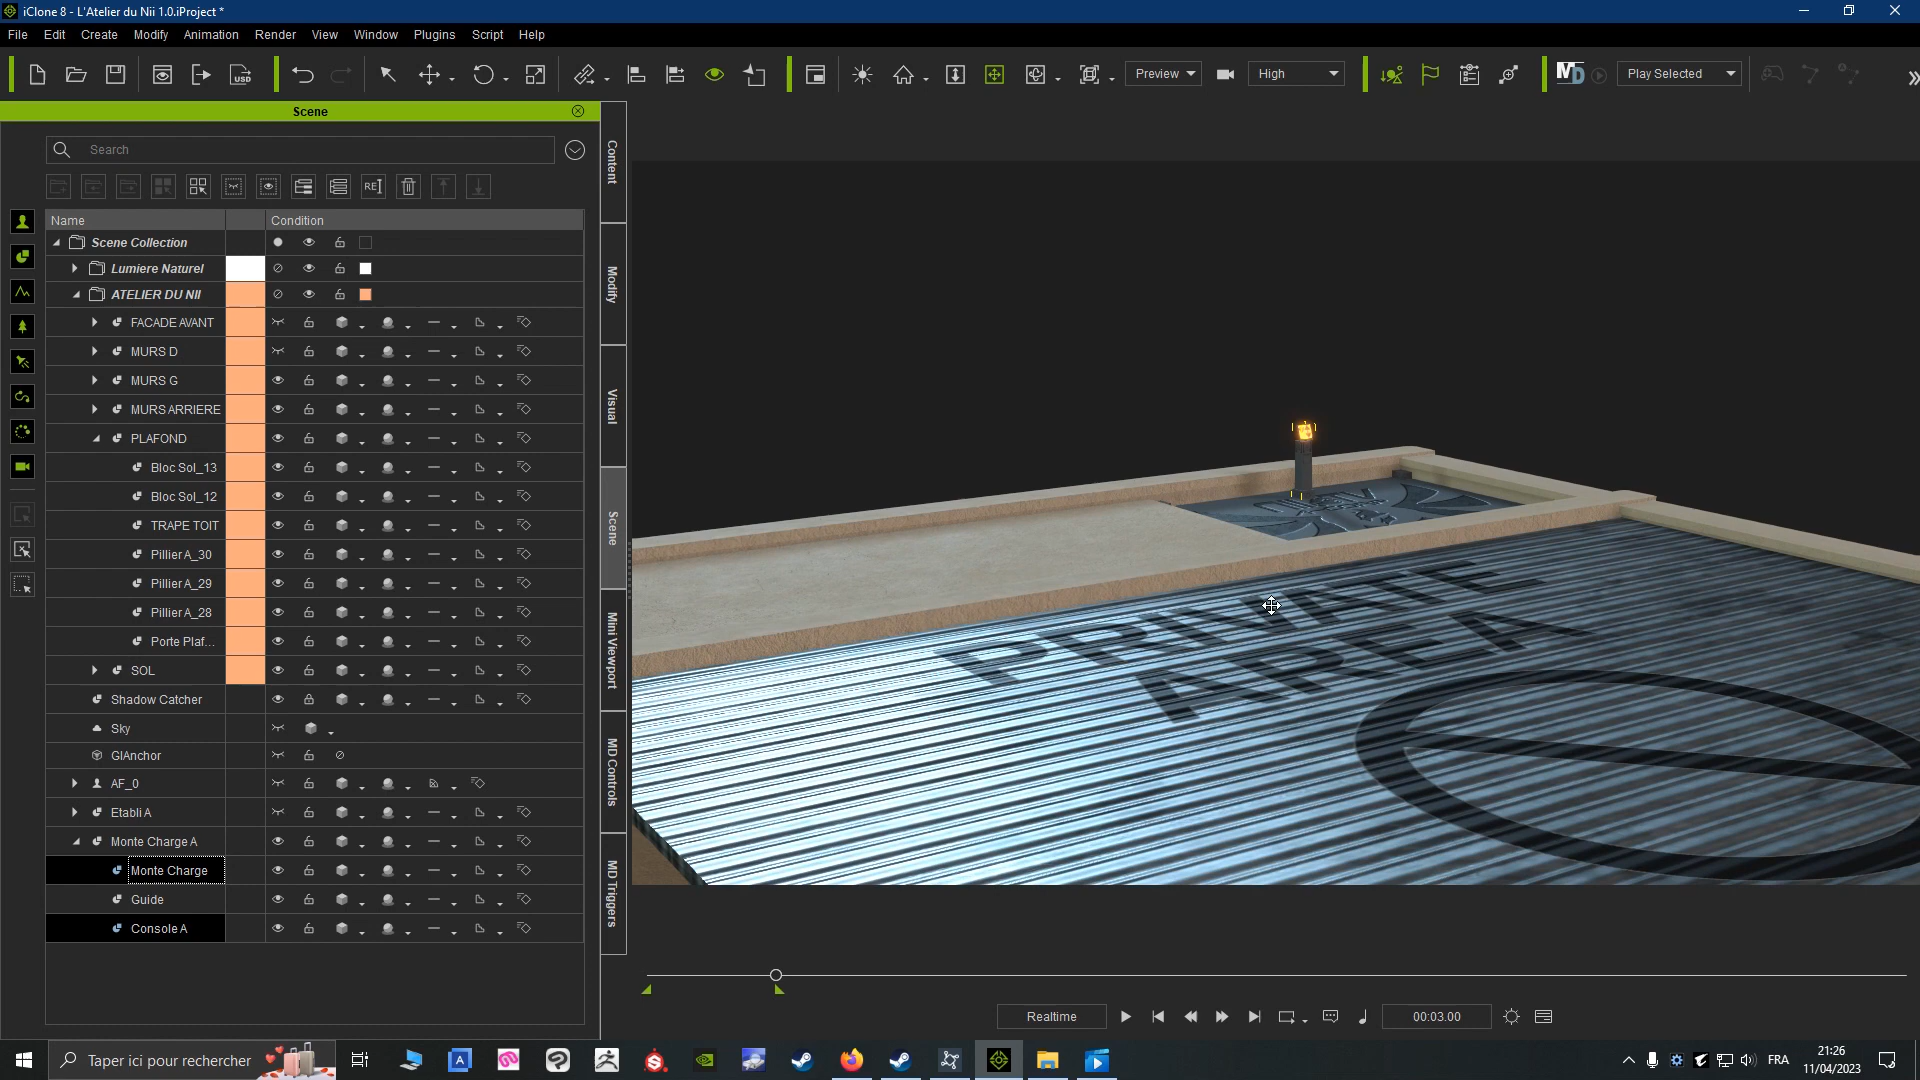 iClone 8 - L'Atelier du Nii 1.0.iProject *
File Edit Create Modify Animation Render View Window Plugins Script Help
Preview High Play Selected
Scene
Search
Name Condition
Scene Collection
Lumiere Naturel
ATELIER DU NII
FACADE AVANT
MURS D
MURS G
MURS ARRIERE
PLAFOND
Bloc Sol_13
Bloc Sol_12
TRAPE TOIT
Pillier A_30
Pillier A_29
Pillier A_28
Porte Plaf...
SOL
Shadow Catcher
Sky
GIAnchor
AF_0
Etabli A
Monte Charge A
Monte Charge
Guide
Console A
Content
Modify
Visual
Scene
Mini Viewport
MD Controls
MD Triggers
PRIVATE
AREA
Realtime 00:03.00
Taper ici pour rechercher
FRA
21:26
11/04/2023